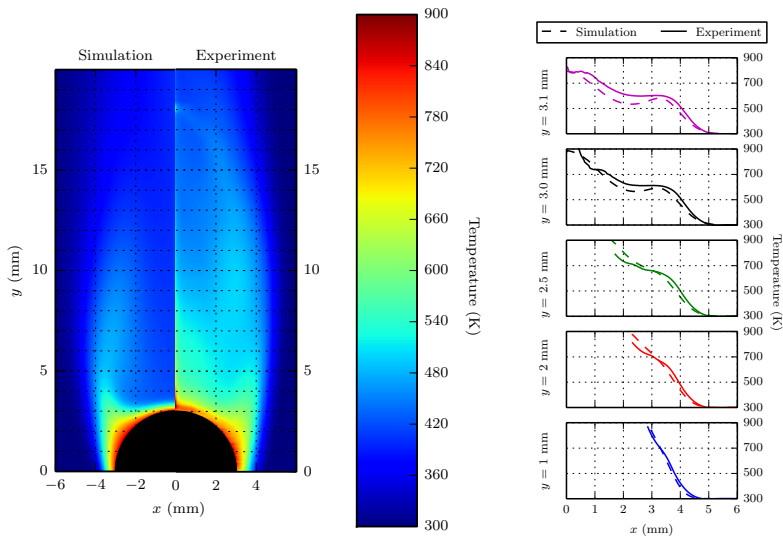 Simulation Experiment
15
10
5
0
y (mm)
15
10
5
0
−6 −4 −2 0 2 4
x (mm)
900
840
780
720
660
600
540
480
420
360
300
Temperature (K)
Simulation Experiment
y = 3.1 mm
900
700
500
300
y = 3.0 mm
900
700
500
300
y = 2.5 mm
900
700
500
300
y = 2 mm
900
700
500
300
y = 1 mm
900
700
500
300
Temperature (K)
0 1 2 3 4 5 6
x (mm)